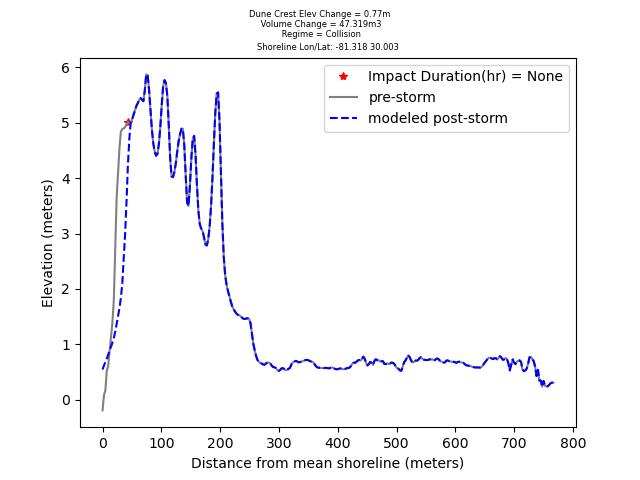 Dune Crest Elev Change = 0.77m
Volume Change = 47.319m3
Regime = Collision
Shoreline Lon/Lat: -81.318 30.003
Impact Duration(hr) = None
pre-storm
modeled post-storm
Elevation (meters)
6
5
4
3
2
1
0
0 100 200 300 400 500 600 700 800
Distance from mean shoreline (meters)